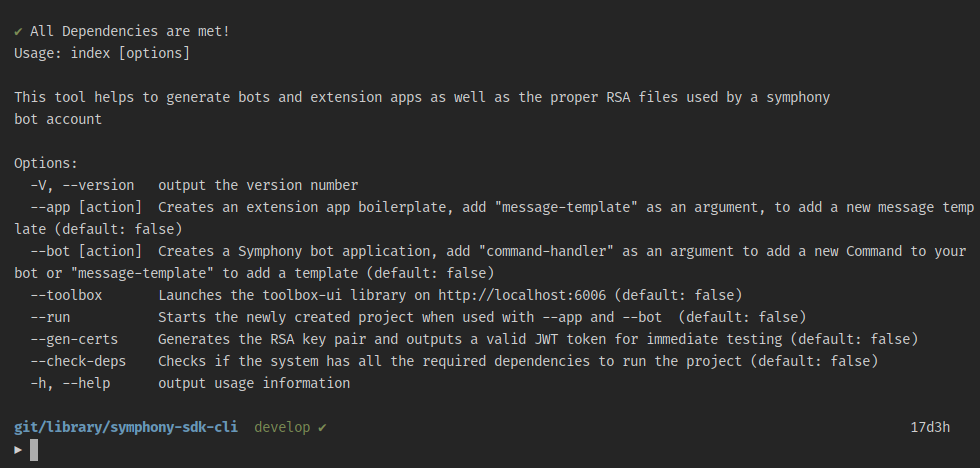 ✔ All Dependencies are met!
Usage: index [options]
This tool helps to generate bots and extension apps as well as the proper RSA files used by a symphony
bot account
Options:
-V, --version   output the version number
--app [action]  Creates an extension app boilerplate, add "message-template" as an argument, to add a new message temp
late (default: false)
--bot [action]  Creates a Symphony bot application, add "command-handler" as an argument to add a new Command to your
bot or "message-template" to add a template (default: false)
--toolbox       Launches the toolbox-ui library on http://localhost:6006 (default: false)
--run           Starts the newly created project when used with --app and --bot  (default: false)
--gen-certs     Generates the RSA key pair and outputs a valid JWT token for immediate testing (default: false)
--check-deps    Checks if the system has all the required dependencies to run the project (default: false)
-h, --help      output usage information
git/library/symphony-sdk-cli  develop ✔ 17d3h
▶